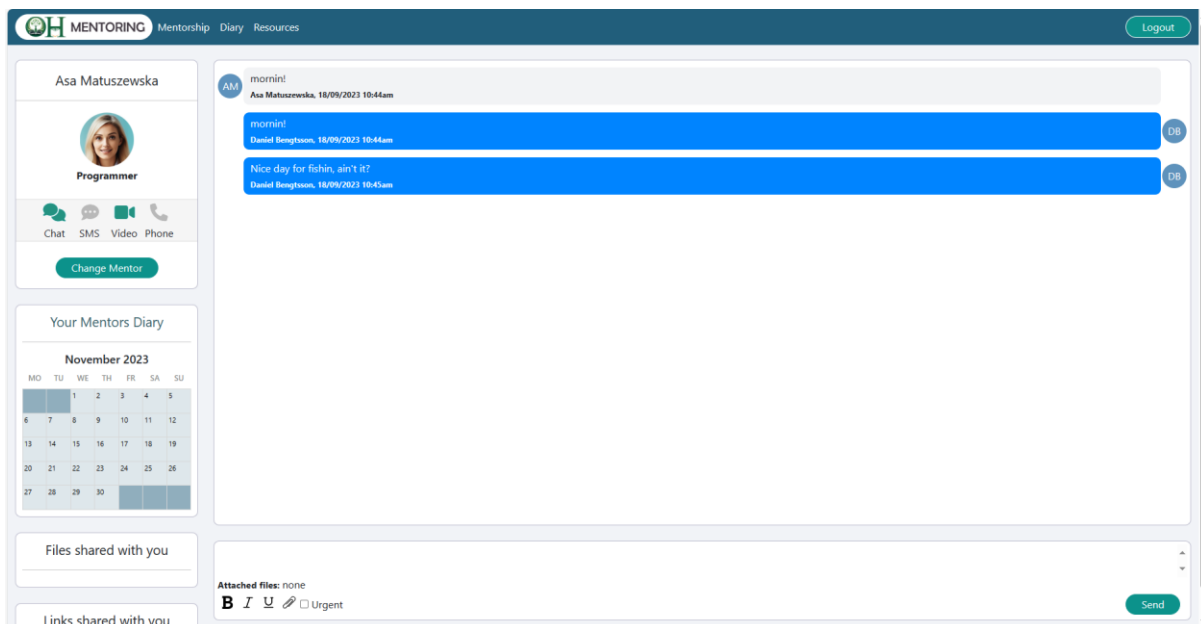 OH MENTORING Mentorship Diary Resources Logout
Asa Matuszewska
Programmer
Chat SMS Video Phone
Change Mentor
Your Mentors Diary
November 2023
MO TU WE TH FR SA SU
1 2 3 4 5
6 7 8 9 10 11 12
13 14 15 16 17 18 19
20 21 22 23 24 25 26
27 28 29 30
Files shared with you
Links shared with you
AM
mornin!
Asa Matuszewska, 18/09/2023 10:44am
mornin!
Daniel Bengtsson, 18/09/2023 10:44am
DB
Nice day for fishin, ain't it?
Daniel Bengtsson, 18/09/2023 10:45am
DB
Attached files: none
B I U Urgent
Send